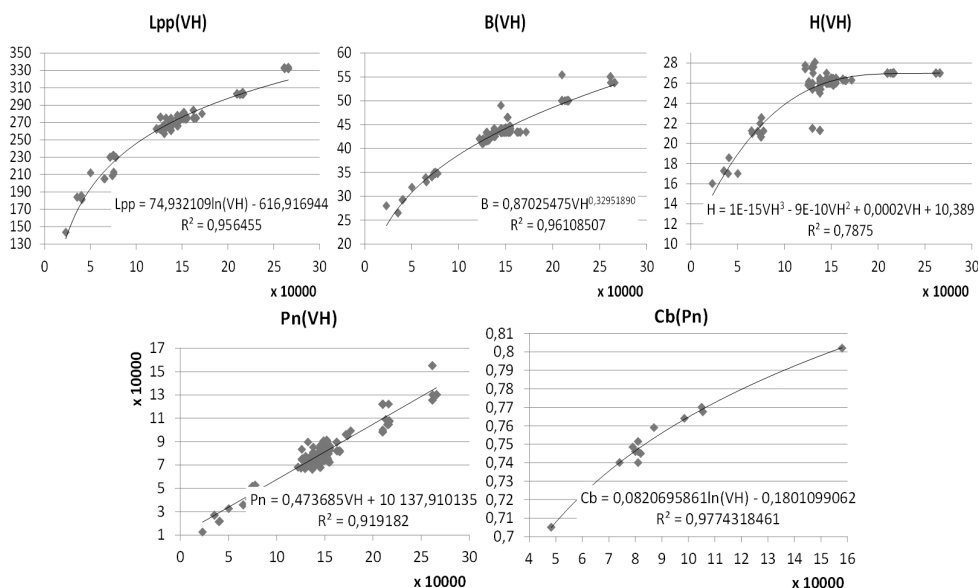 Lpp(VH)
350
330
310
290
270
250
230
210
190
170
150
130
Lpp = 74,932109ln(VH) - 616,916944
R² = 0,956455
0 5 10 15 20 25 30
x 10000
B(VH)
60
55
50
45
40
35
30
25
20
B = 0,87025475VH^0,32951890
R² = 0,96108507
0 5 10 15 20 25 30
x 10000
H(VH)
28
26
24
22
20
18
16
14
12
10
H = 1E-15VH³ - 9E-10VH² + 0,0002VH + 10,389
R² = 0,7875
0 5 10 15 20 25 30
x 10000
Pn(VH)
x 10000
17
15
13
11
9
7
5
3
1
Pn = 0,473685VH + 10 137,910135
R² = 0,919182
0 5 10 15 20 25 30
x 10000
Cb(Pn)
0,81
0,8
0,79
0,78
0,77
0,76
0,75
0,74
0,73
0,72
0,71
0,7
Cb = 0,0820695861ln(VH) - 0,1801099062
R² = 0,9774318461
4 6 8 10 12 14 16
x 10000